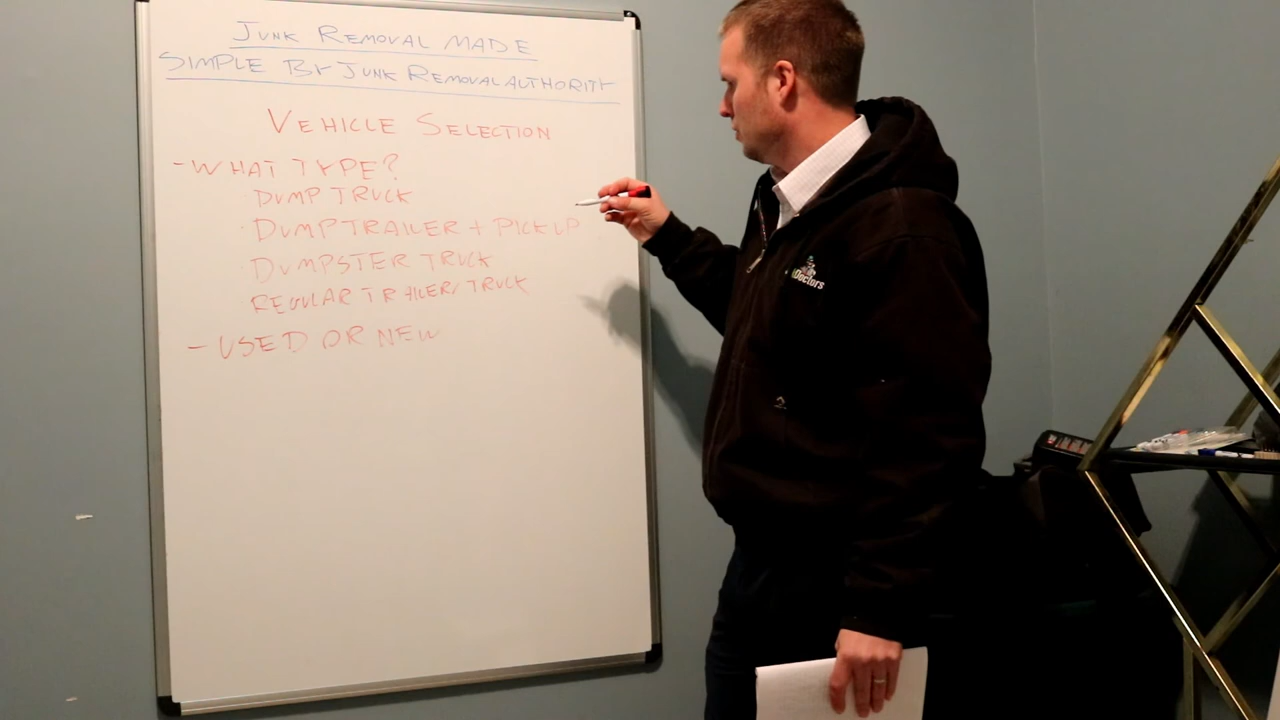 JUNK REMOVAL MADE
SIMPLE BY JUNK REMOVAL AUTHORITY
VEHICLE SELECTION
- WHAT TYPE?
· DUMP TRUCK
· DUMPTRAILER + PICKUP
· DUMPSTER TRUCK
REGULAR TRAILER/TRUCK
- USED OR NEW
Doctors